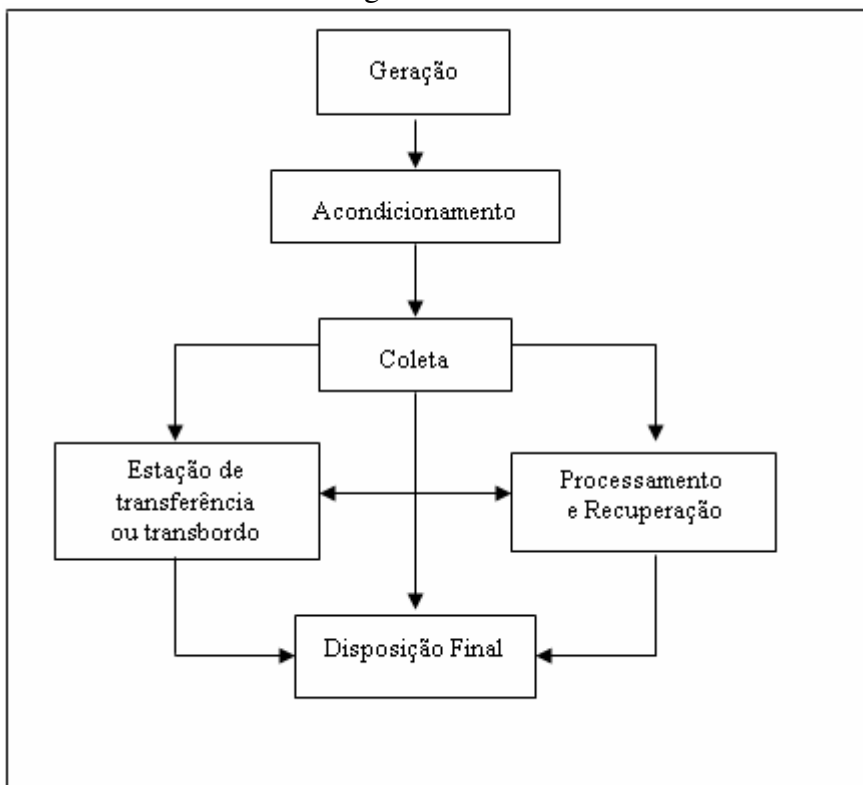 Geração
Acondicionamento
Coleta
Estação de
transferência
ou transbordo
Processamento
e Recuperação
Disposição Final